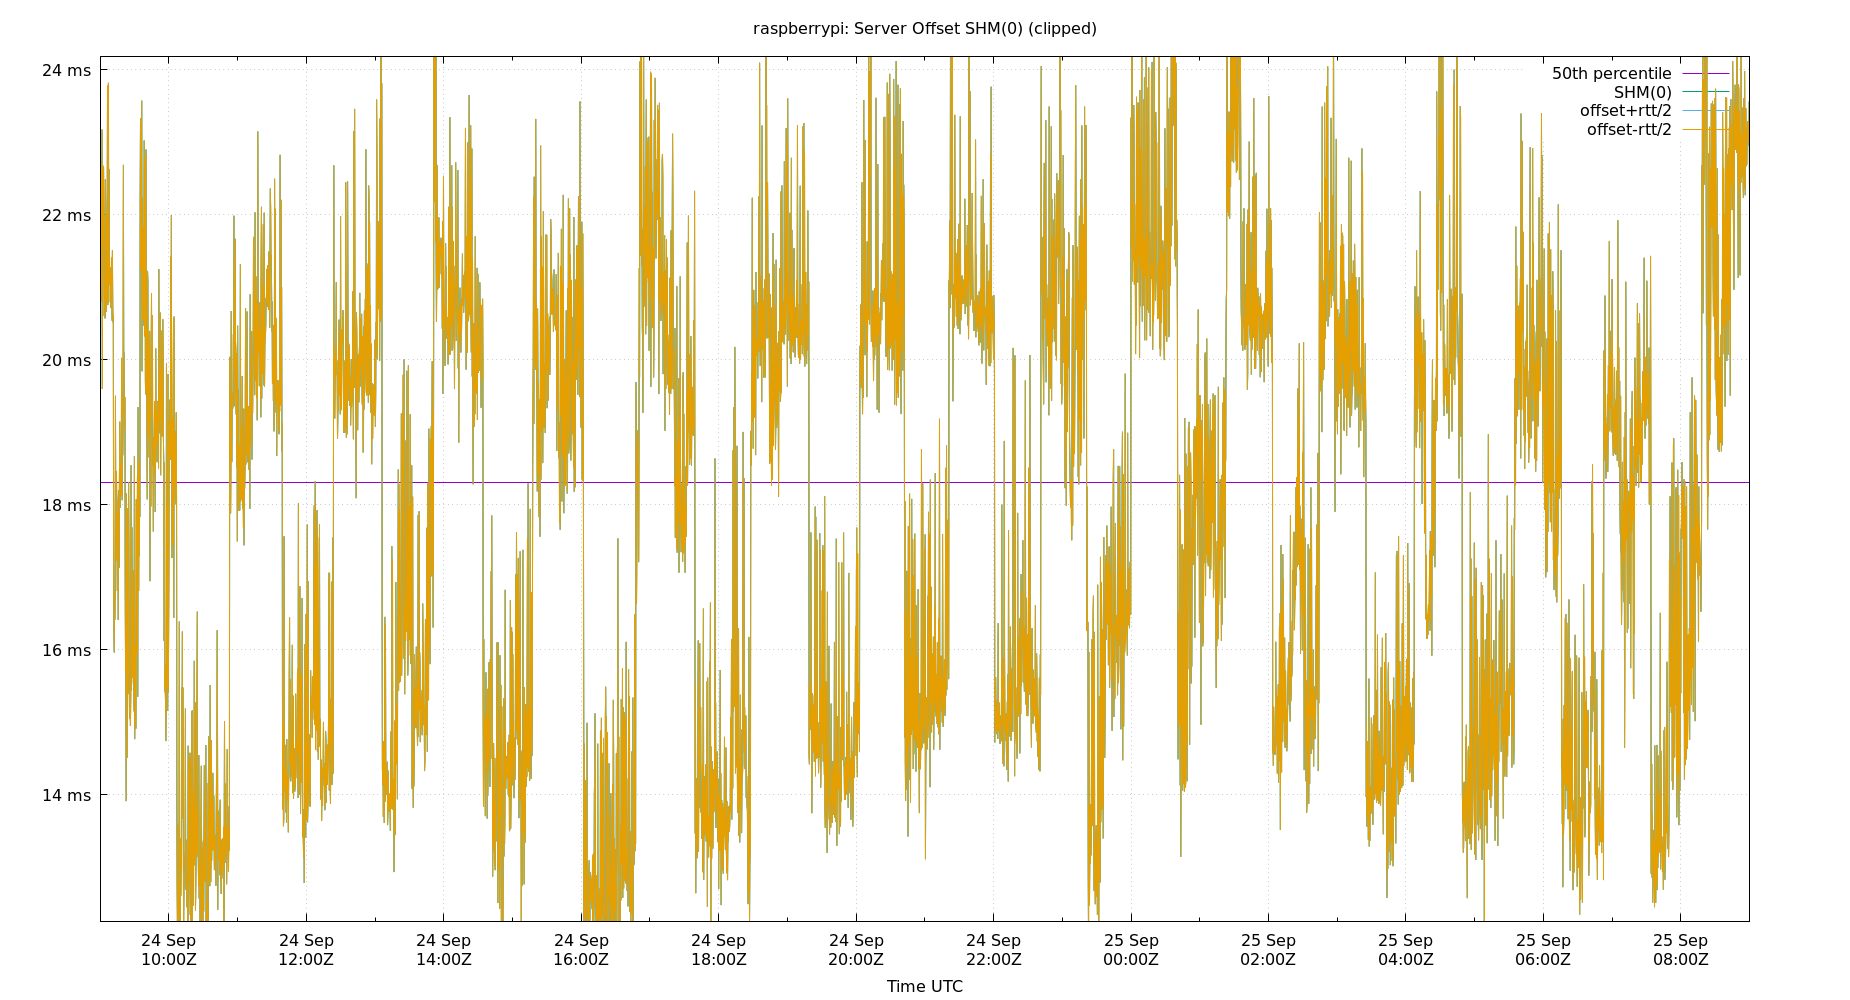 raspberrypi: Server Offset SHM(0) (clipped)
24 ms
22 ms
20 ms
18 ms
16 ms
14 ms
50th percentile
SHM(0)
offset+rtt/2
offset-rtt/2
24 Sep
10:00Z
24 Sep
12:00Z
24 Sep
14:00Z
24 Sep
16:00Z
24 Sep
18:00Z
24 Sep
20:00Z
24 Sep
22:00Z
25 Sep
00:00Z
25 Sep
02:00Z
25 Sep
04:00Z
25 Sep
06:00Z
25 Sep
08:00Z
Time UTC